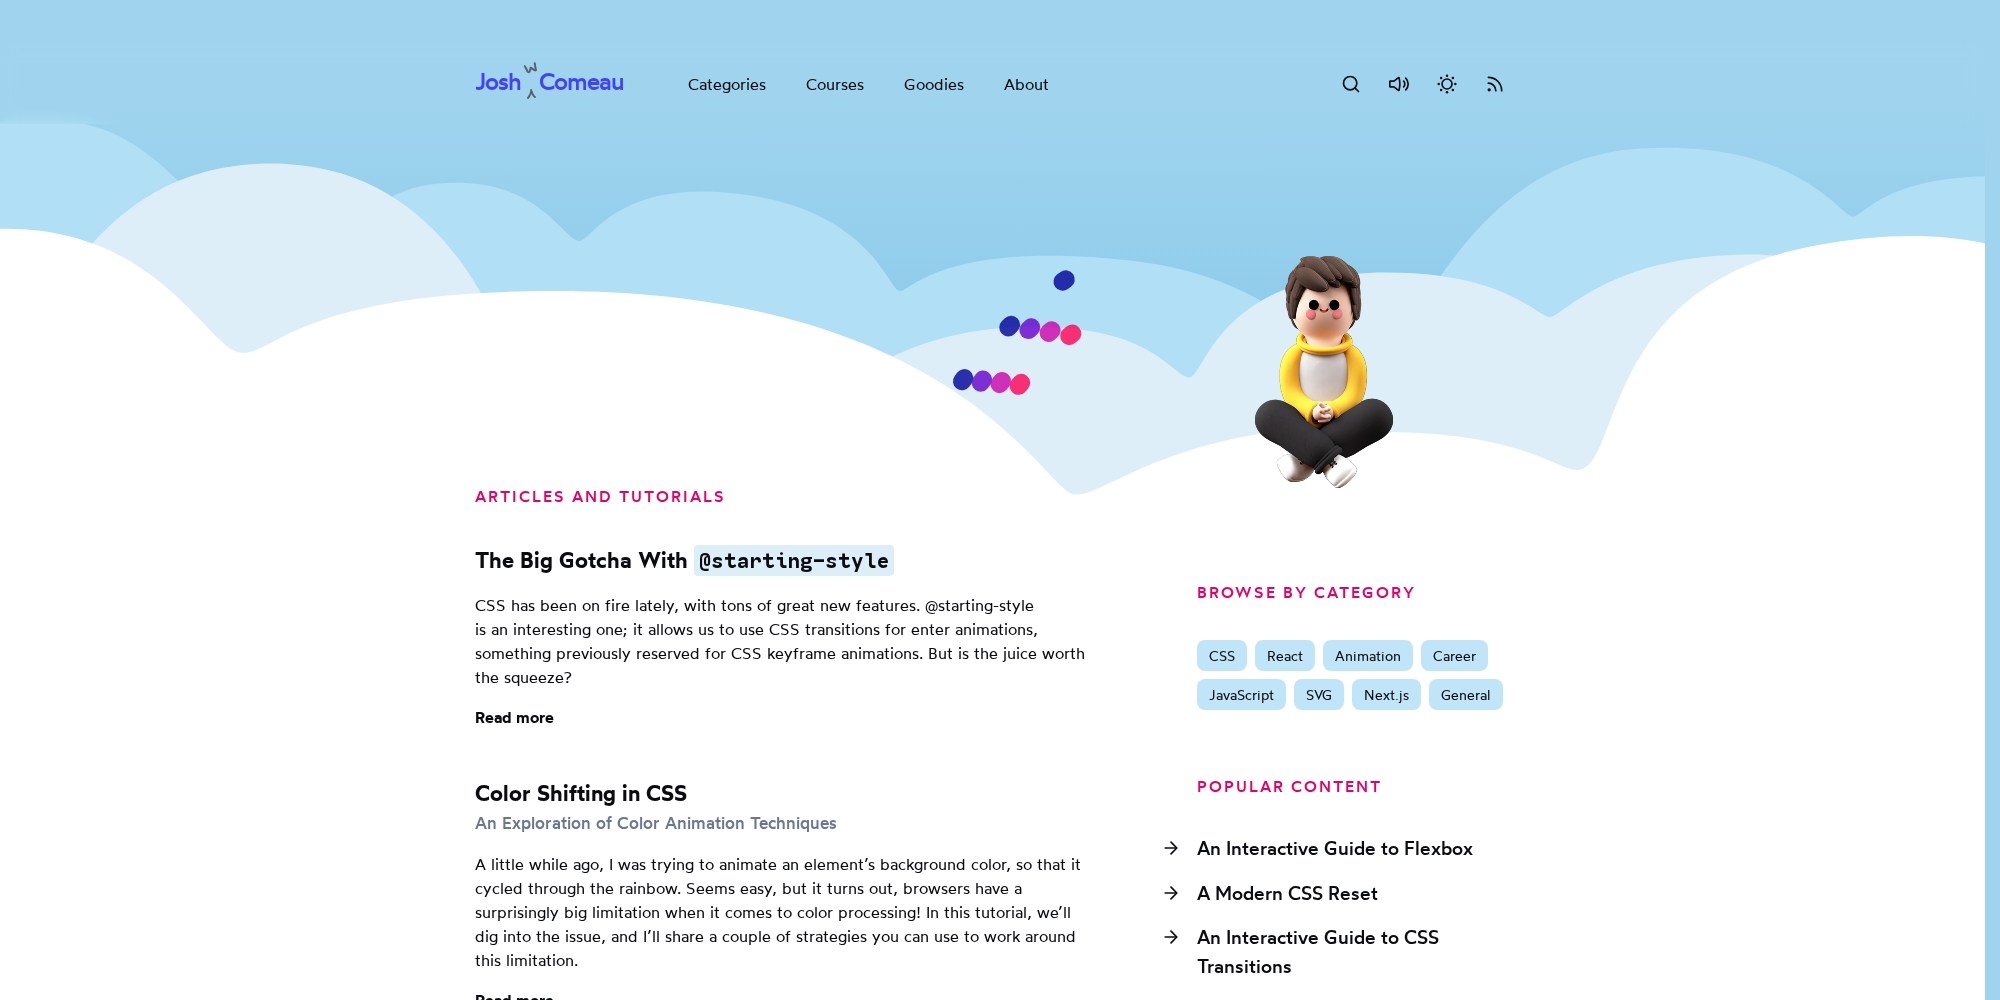 Josh W Comeau
Categories Courses Goodies About
ARTICLES AND TUTORIALS
The Big Gotcha With @starting-style
CSS has been on fire lately, with tons of great new features. @starting-style
is an interesting one; it allows us to use CSS transitions for enter animations,
something previously reserved for CSS keyframe animations. But is the juice worth
the squeeze?
Read more
Color Shifting in CSS
An Exploration of Color Animation Techniques
A little while ago, I was trying to animate an element’s background color, so that it
cycled through the rainbow. Seems easy, but it turns out, browsers have a
surprisingly big limitation when it comes to color processing! In this tutorial, we’ll
dig into the issue, and I’ll share a couple of strategies you can use to work around
this limitation.
Read more
BROWSE BY CATEGORY
CSS React Animation Career
JavaScript SVG Next.js General
POPULAR CONTENT
An Interactive Guide to Flexbox
A Modern CSS Reset
An Interactive Guide to CSS
Transitions